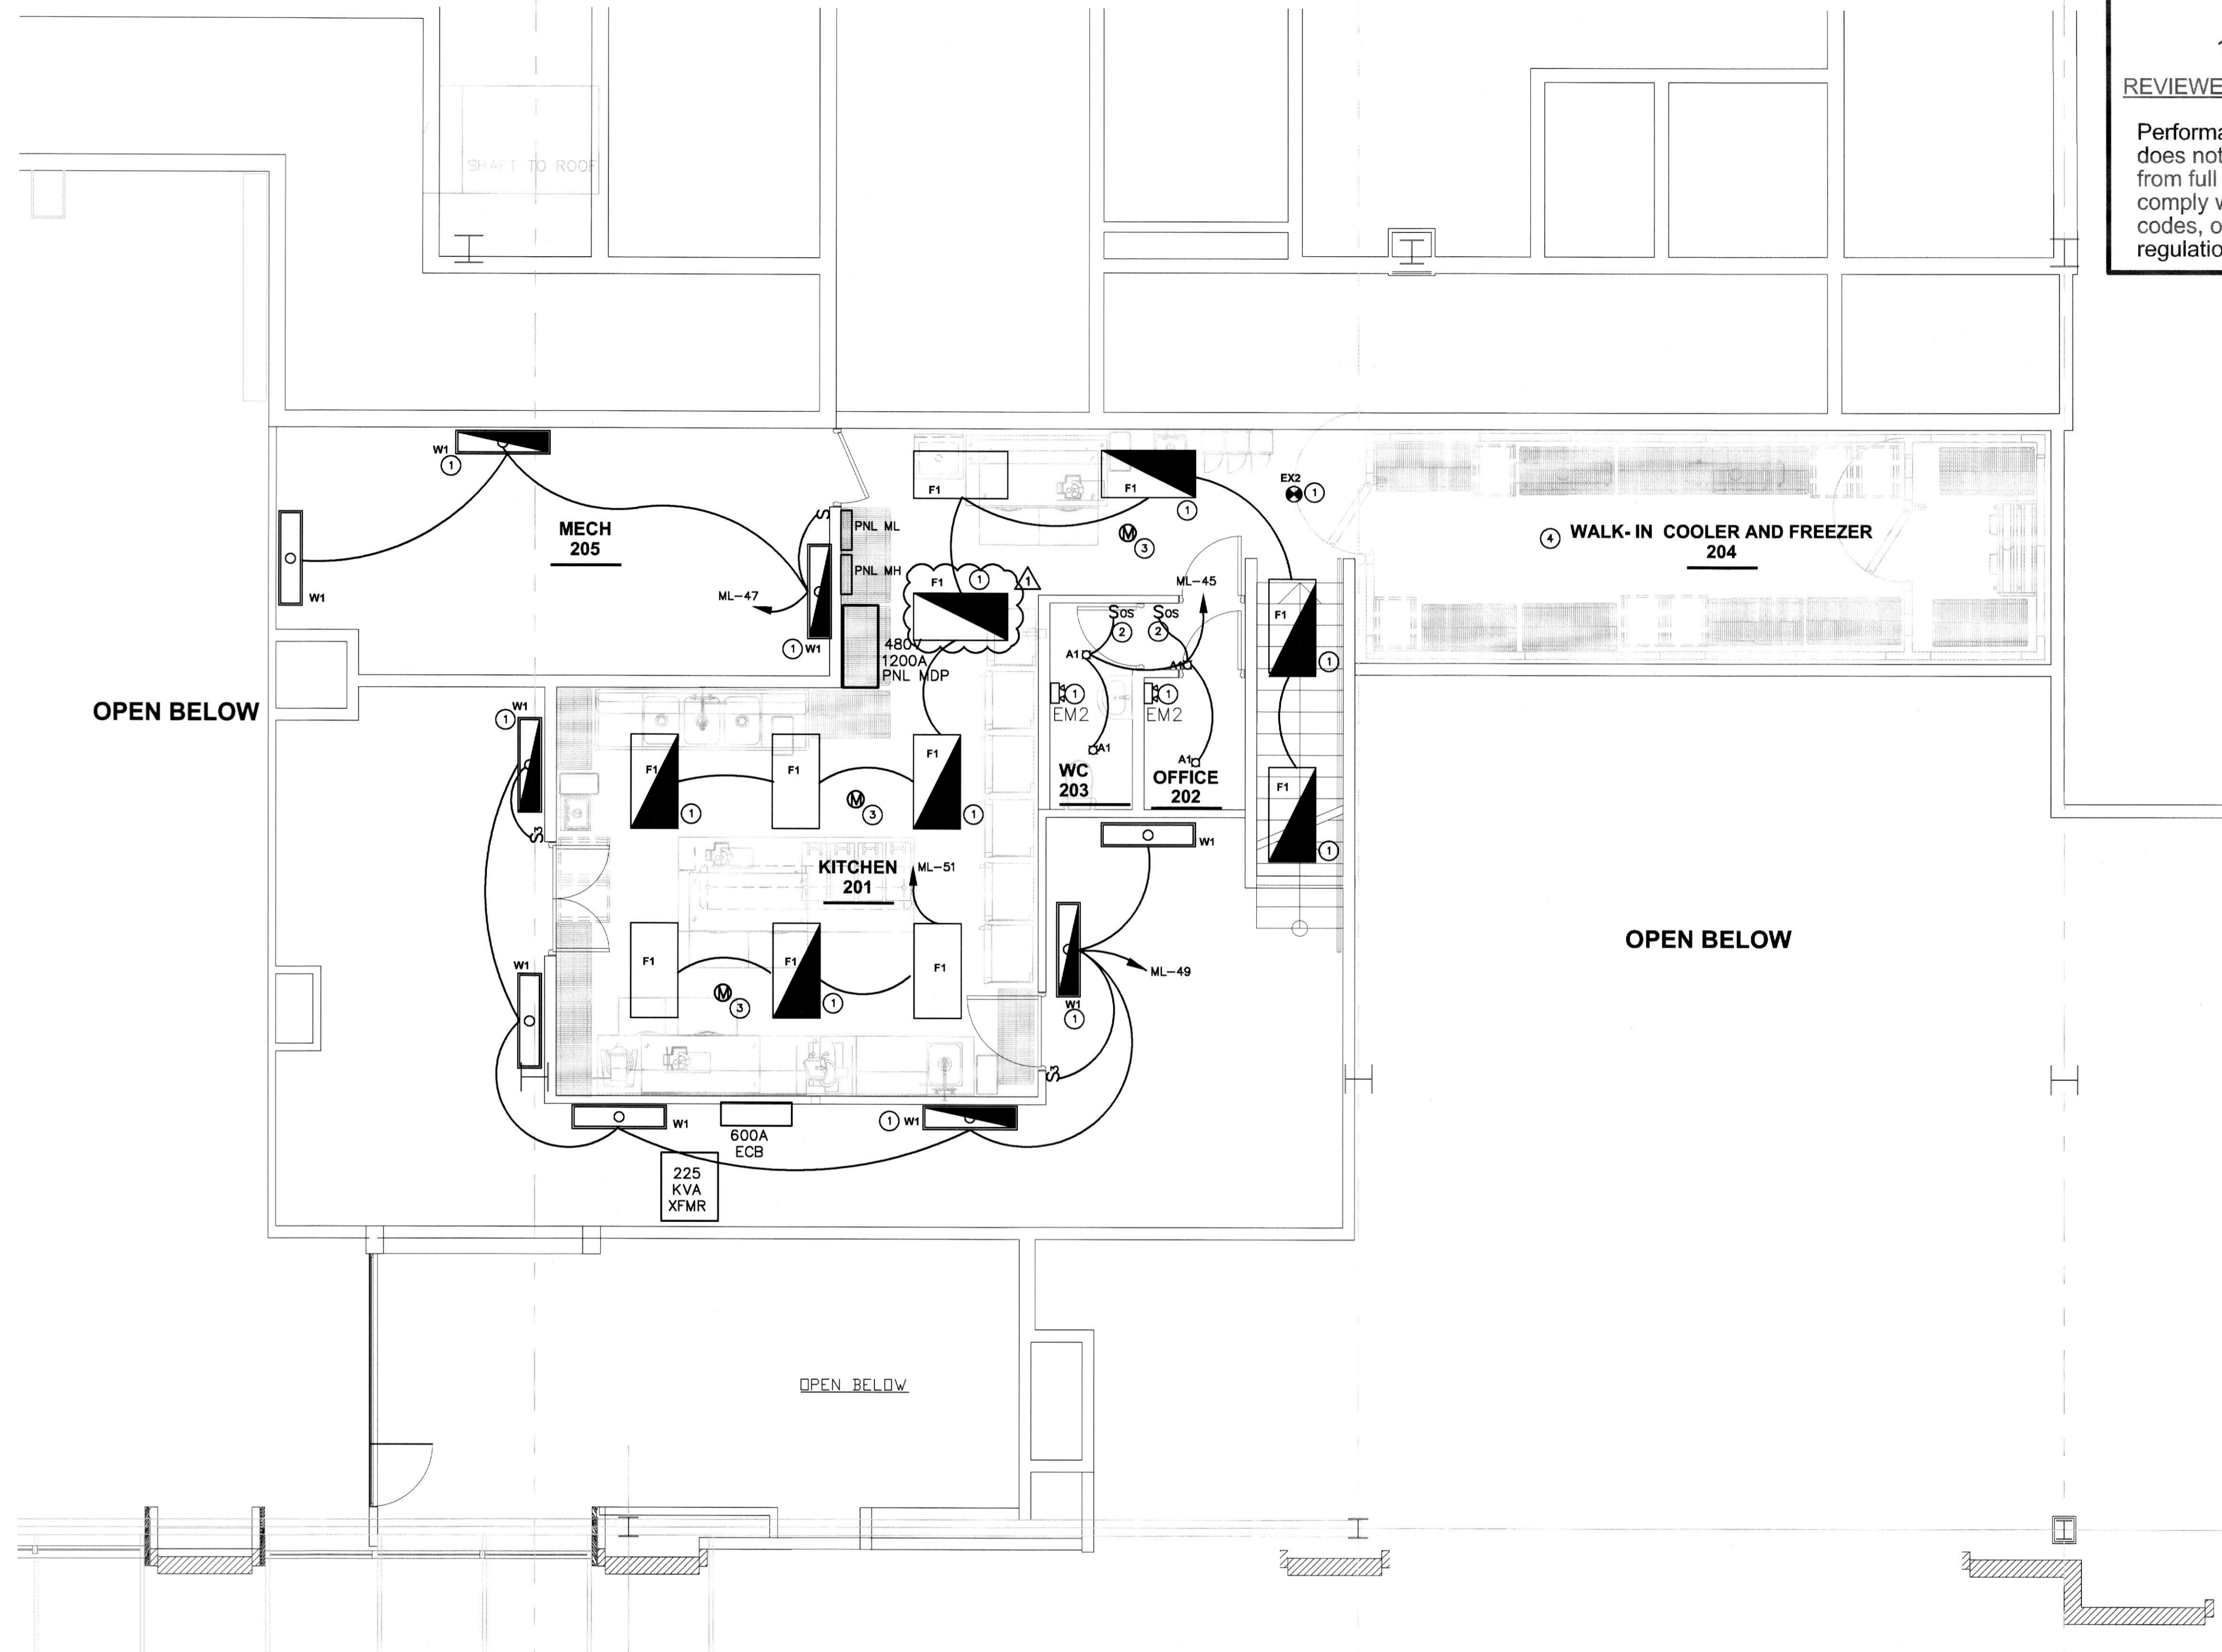 REVIEWE
Performa
does not
from full
comply w
codes, o
regulatio
SHAFT TO ROOF
W1
1
W1
MECH
205
S
PNL ML
PNL MH
ML-47
1 W1
480V
1200A
PNL MDP
F1
F1
1
M
3
EX2
1
4 WALK- IN COOLER AND FREEZER
204
F1
1
1
ML-45
Sos
2
Sos
2
A1
A1
1
EM2
1
EM2
A1
A1
WC
203
OFFICE
202
F1
1
F1
1
OPEN BELOW
W1
1
S3
F1
1
F1
M
3
F1
1
KITCHEN
201
ML-51
W1
F1
F1
1
F1
M
3
W1
W1
1
ML-49
S3
W1
600A
ECB
1 W1
225
KVA
XFMR
OPEN BELOW
OPEN BELOW